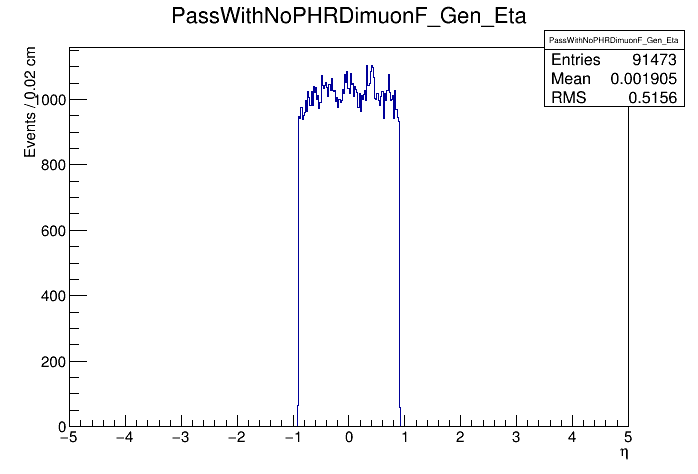 PassWithNoPHRDimuonF_Gen_Eta
PassWithNoPHRDimuonF_Gen_Eta
Entries 91473
Mean 0.001905
RMS 0.5156
Events / 0.02 cm
1000
800
600
400
200
0
−5 −4 −3 −2 −1 0 1 2 3 4 5
η